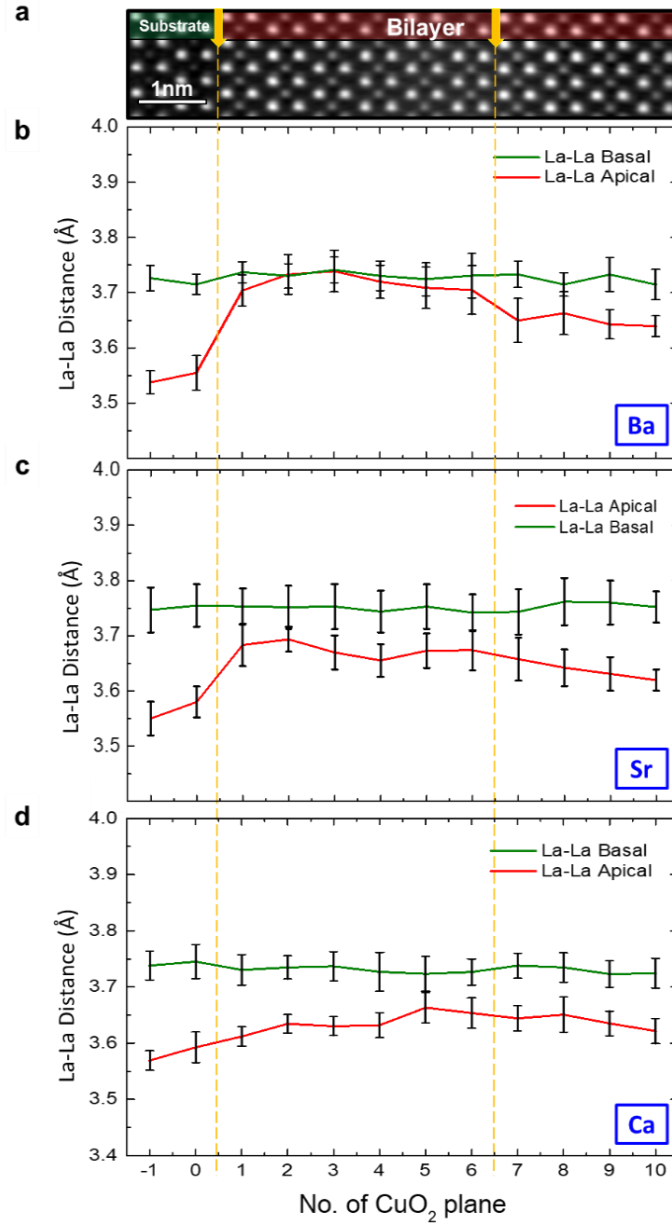 a
Substrate
Bilayer
1nm
b
4.0
3.9
3.8
3.7
3.6
3.5
La-La Distance (Å)
La-La Basal
La-La Apical
Ba
c
4.0
3.9
3.8
3.7
3.6
3.5
La-La Distance (Å)
La-La Apical
La-La Basal
Sr
d
4.0
3.9
3.8
3.7
3.6
3.5
3.4
La-La Distance (Å)
La-La Basal
La-La Apical
Ca
-1 0 1 2 3 4 5 6 7 8 9 10
No. of CuO₂ plane